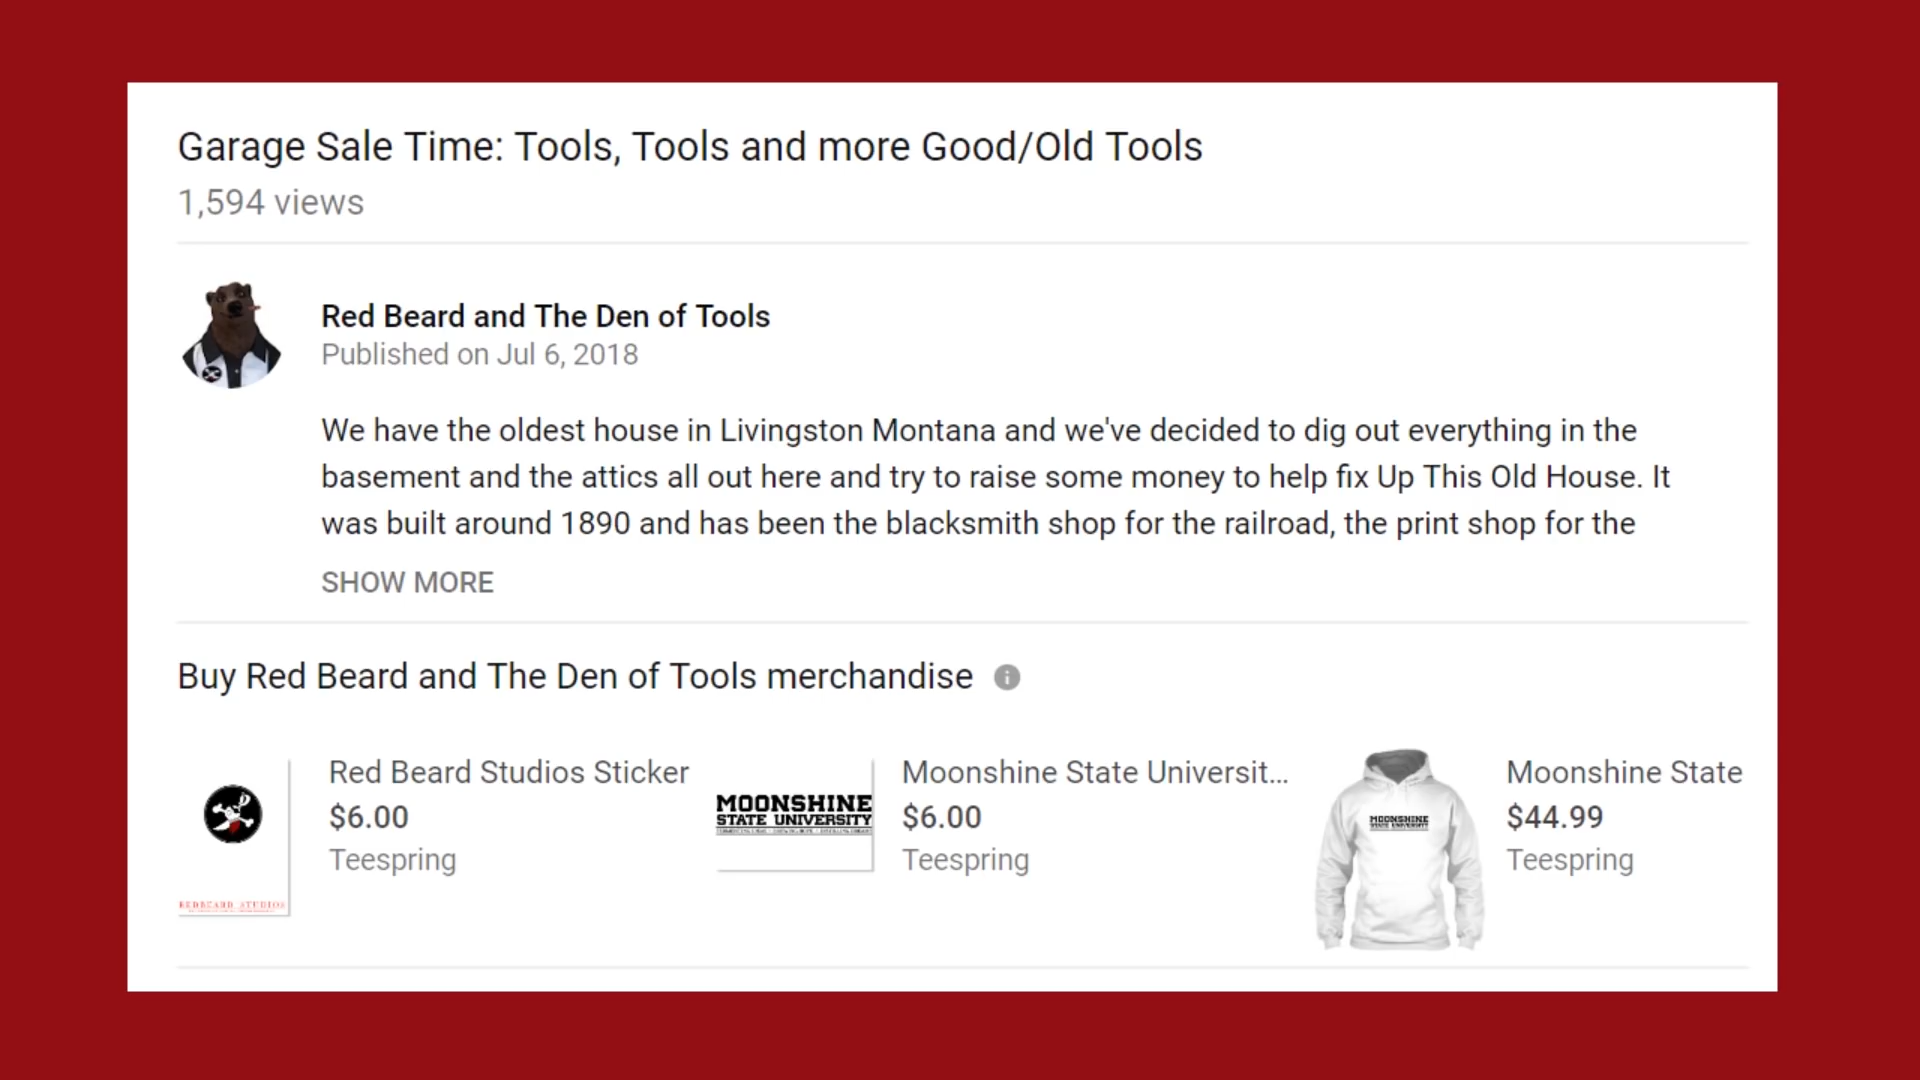 Garage Sale Time: Tools, Tools and more Good/Old Tools
1,594 views
Red Beard and The Den of Tools
Published on Jul 6, 2018
We have the oldest house in Livingston Montana and we've decided to dig out everything in the
basement and the attics all out here and try to raise some money to help fix Up This Old House. It
was built around 1890 and has been the blacksmith shop for the railroad, the print shop for the
SHOW MORE
Buy Red Beard and The Den of Tools merchandise
REDBEARD STUDIOS
Red Beard Studios Sticker
$6.00
Teespring
MOONSHINE
STATE UNIVERSITY
Moonshine State Universit...
$6.00
Teespring
MOONSHINE
STATE UNIVERSITY
Moonshine State
$44.99
Teespring